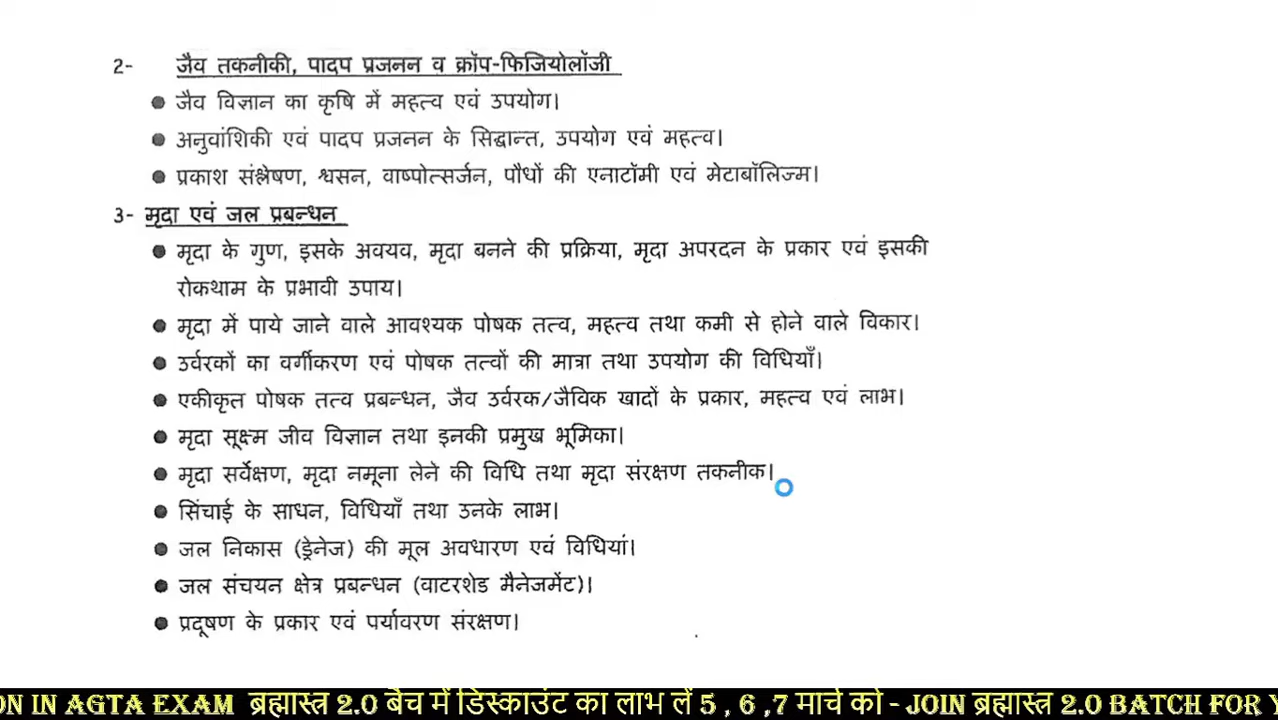 2- जैव तकनीकी, पादप प्रजनन व क्रॉप-फिजियोलॉजी
● जैव विज्ञान का कृषि में महत्व एवं उपयोग।
● अनुवांशिकी एवं पादप प्रजनन के सिद्वान्त, उपयोग एवं महत्व।
● प्रकाश संश्लेषण, श्वसन, वाष्पोत्सर्जन, पौधों की एनाटॉमी एवं मेटाबॉलिज्म।
3- मृदा एवं जल प्रबन्धन
● मृदा के गुण, इसके अवयव, मृदा बनने की प्रक्रिया, मृदा अपरदन के प्रकार एवं इसकी
रोकथाम के प्रभावी उपाय।
● मृदा में पाये जाने वाले आवश्यक पोषक तत्व, महत्व तथा कमी से होने वाले विकार।
● उर्वरकों का वर्गीकरण एवं पोषक तत्वों की मात्रा तथा उपयोग की विधियाँ।
● एकीकृत पोषक तत्व प्रबन्धन, जैव उर्वरक/जैविक खादों के प्रकार, महत्व एवं लाभ।
● मृदा सूक्ष्म जीव विज्ञान तथा इनकी प्रमुख भूमिका।
● मृदा सर्वेक्षण, मृदा नमूना लेने की विधि तथा मृदा संरक्षण तकनीक।
● सिंचाई के साधन, विधियाँ तथा उनके लाभ।
● जल निकास (ड्रेनेज) की मूल अवधारण एवं विधियां।
● जल संचयन क्षेत्र प्रबन्धन (वाटरशेड मैनेजमेंट)।
● प्रदूषण के प्रकार एवं पर्यावरण संरक्षण।
ON IN AGTA EXAM ब्रह्मास्त्र 2.0 बैच में डिस्काउंट का लाभ लें 5 , 6 ,7 मार्च को - JOIN ब्रह्मास्त्र 2.0 BATCH FOR